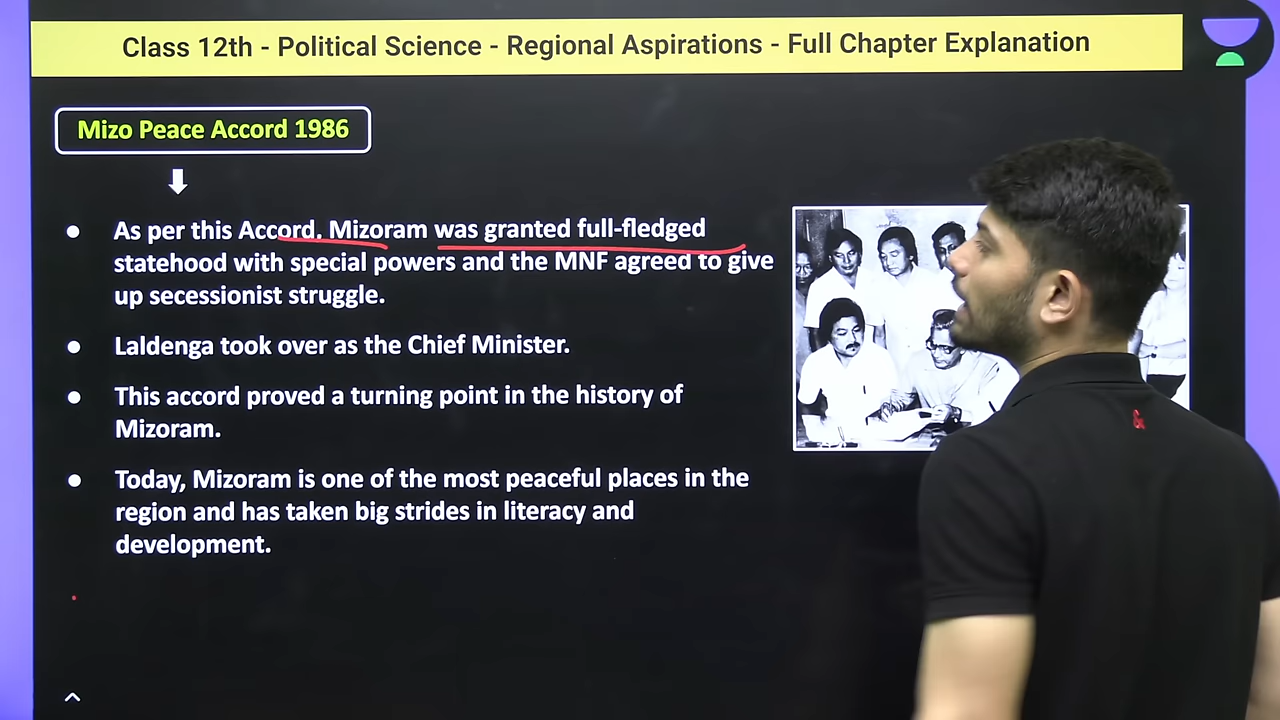 Class 12th - Political Science - Regional Aspirations - Full Chapter Explanation
Mizo Peace Accord 1986
As per this Accord, Mizoram was granted full-fledged
statehood with special powers and the MNF agreed to give
up secessionist struggle.
Laldenga took over as the Chief Minister.
This accord proved a turning point in the history of
Mizoram.
Today, Mizoram is one of the most peaceful places in the
region and has taken big strides in literacy and
development.